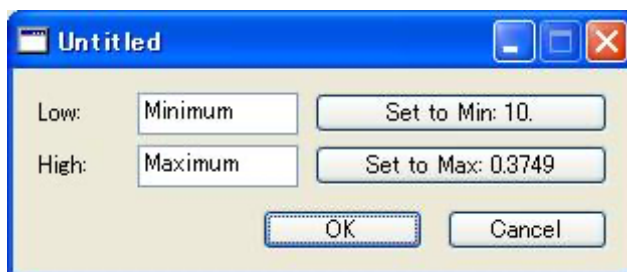 Untitled
Low: Minimum Set to Min: 10.
High: Maximum Set to Max: 0.3749
OK Cancel